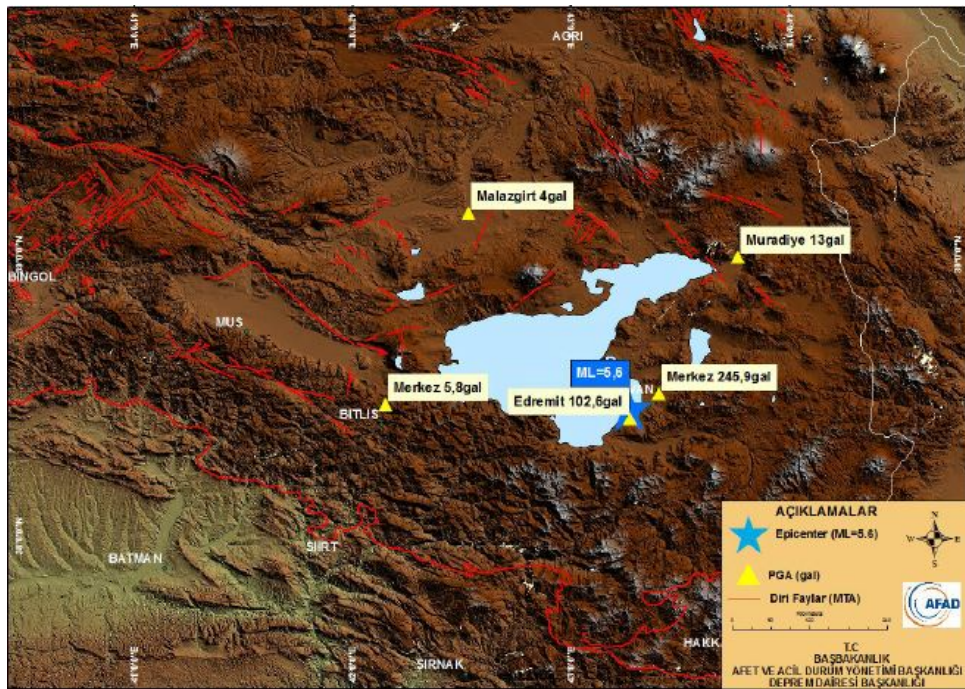 AGRI
Malazgirt 4gal
Muradiye 13gal
BINGOL
MUS
ML=5,6
Merkez 5,8gal
Merkez 245,9gal
Edremit 102,6gal
BITLIS
BATMAN
SIIRT
SIRNAK
AÇIKLAMALAR
Epicenter (ML=5.6)
N
W E
S
PGA (gal)
Diri Faylar (MTA)
AFAD
T.C
BAŞBAKANLIK
AFET VE ACİL DURUM YÖNETİMİ BAŞKANLIĞI
DEPREM DAİRESİ BAŞKANLIĞI